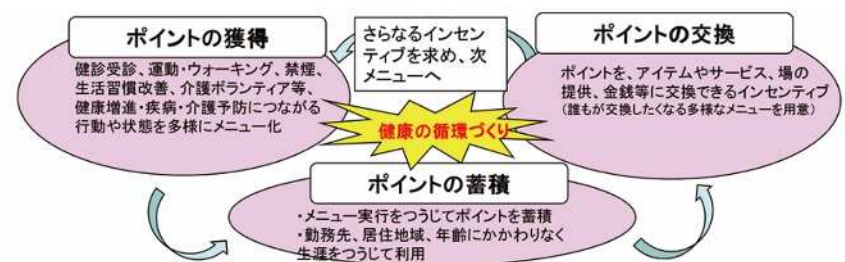 ポイントの獲得
健診受診、運動・ウォーキング、禁煙、
生活習慣改善、介護ボランティア等、
健康増進・疾病・介護予防につながる
行動や状態を多様にメニュー化
さらなるインセン
ティブを求め、次
メニューへ
ポイントの交換
ポイントを、アイテムやサービス、場の
提供、金銭等に交換できるインセンティブ
(誰もが交換したくなる多様なメニューを用意)
健康の循環づくり
ポイントの蓄積
・メニュー実行をつうじてポイントを蓄積
・勤務先、居住地域、年齢にかかわりなく
生涯をつうじて利用